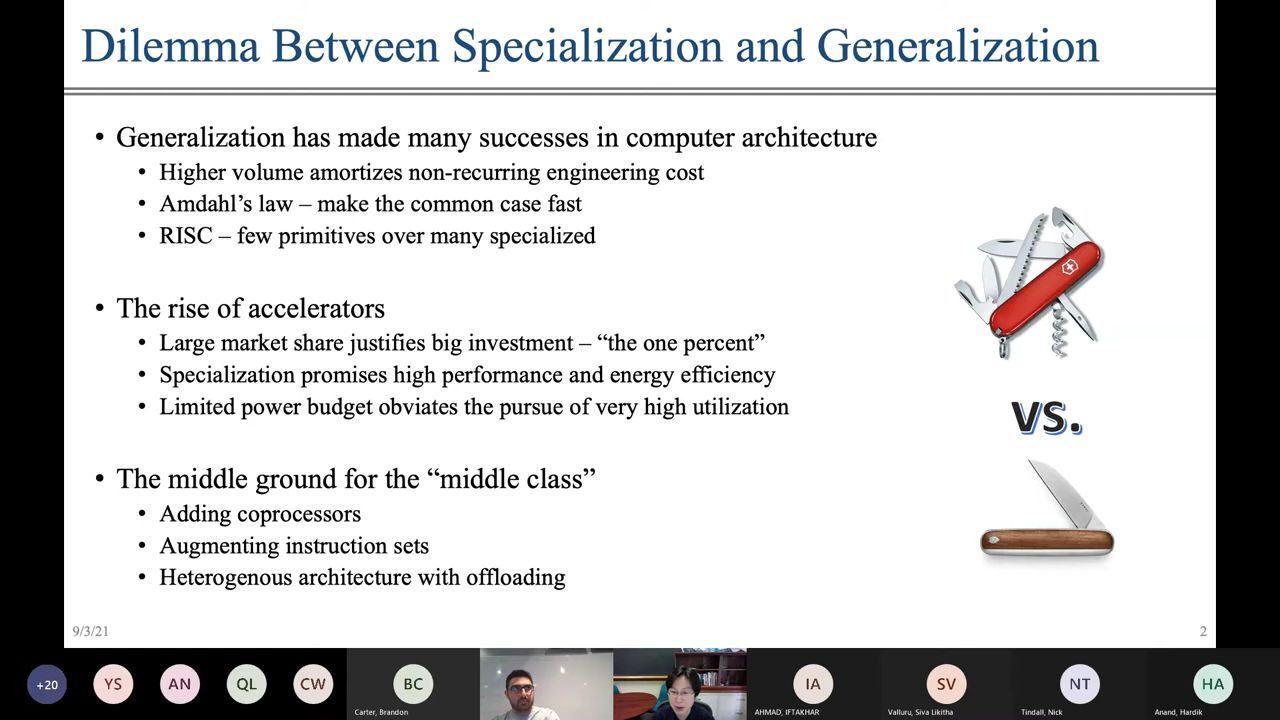 Dilemma Between Specialization and Generalization
• Generalization has made many successes in computer architecture
• Higher volume amortizes non-recurring engineering cost
• Amdahl’s law – make the common case fast
• RISC – few primitives over many specialized
• The rise of accelerators
• Large market share justifies big investment – “the one percent”
• Specialization promises high performance and energy efficiency
• Limited power budget obviates the pursue of very high utilization
• The middle ground for the “middle class”
• Adding coprocessors
• Augmenting instruction sets
• Heterogenous architecture with offloading
vs.
9/3/21
2
+20
YS
AN
QL
CW
BC
Carter, Brandon
IA
AHMAD, IFTAKHAR
SV
Valluru, Siva Likitha
NT
Tindall, Nick
HA
Anand, Hardik